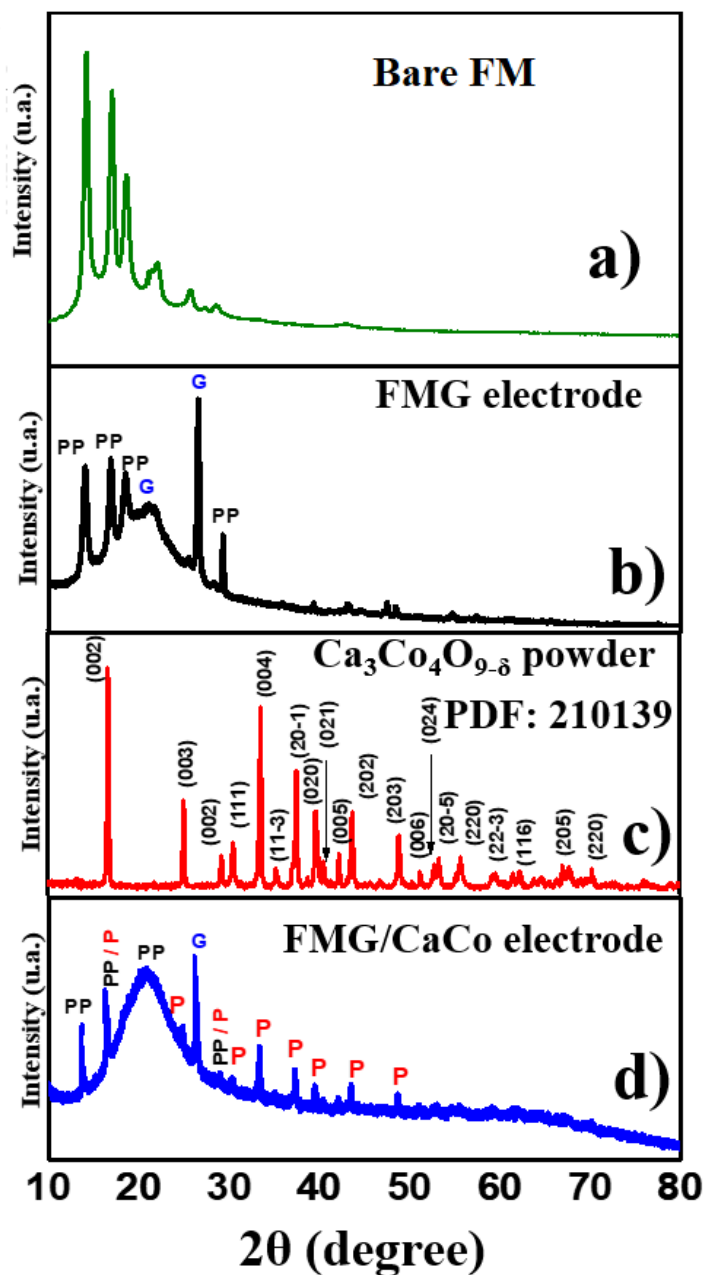 Intensity (u.a.)
Bare FM
a)
Intensity (u.a.)
FMG electrode
G
PP
PP
PP
G
PP
b)
Intensity (u.a.)
Ca₃Co₄O₉₋δ powder
PDF: 210139
(002)
(003)
(002)
(111)
(004)
(11-3)
(20-1)
(020)
(021)
(005)
(202)
(203)
(006)
(024)
(20-5)
(220)
(22-3)
(116)
(205)
(220)
c)
Intensity (u.a.)
FMG/CaCo electrode
PP
PP / P
PP
P
G
PP / P
P
P
P
P
P
P
d)
10 20 30 40 50 60 70 80
2θ (degree)